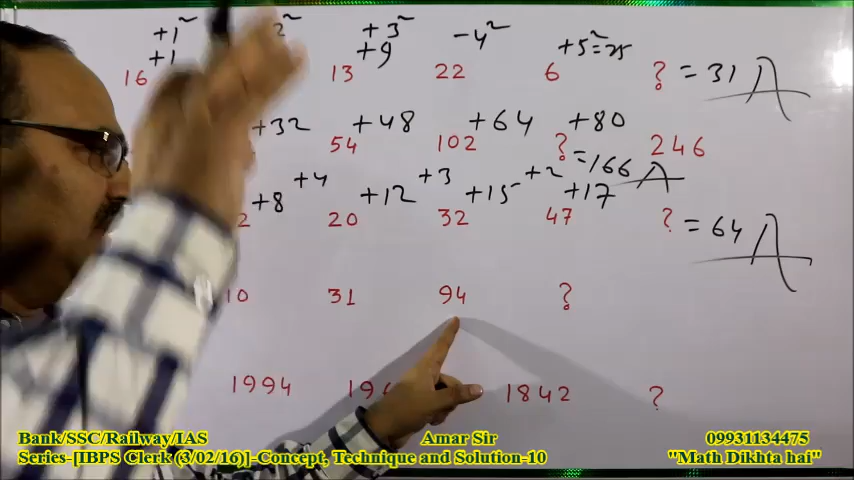 +1² 2² +3² -4² +5²=25
+1 +9
16 13 22 6 ? = 31
+32 +48 +64 +80
54 102 ? 246
=166
+4 +3 +2
+8 +12 +15 +17
2 20 32 47 ? = 64
10 31 94 ?
1994 196 1842 ?
Bank/SSC/Railway/IAS Amar Sir 09931134475
Series-[IBPS Clerk (3/02/16)]-Concept, Technique and Solution-10 "Math Dikhta hai"